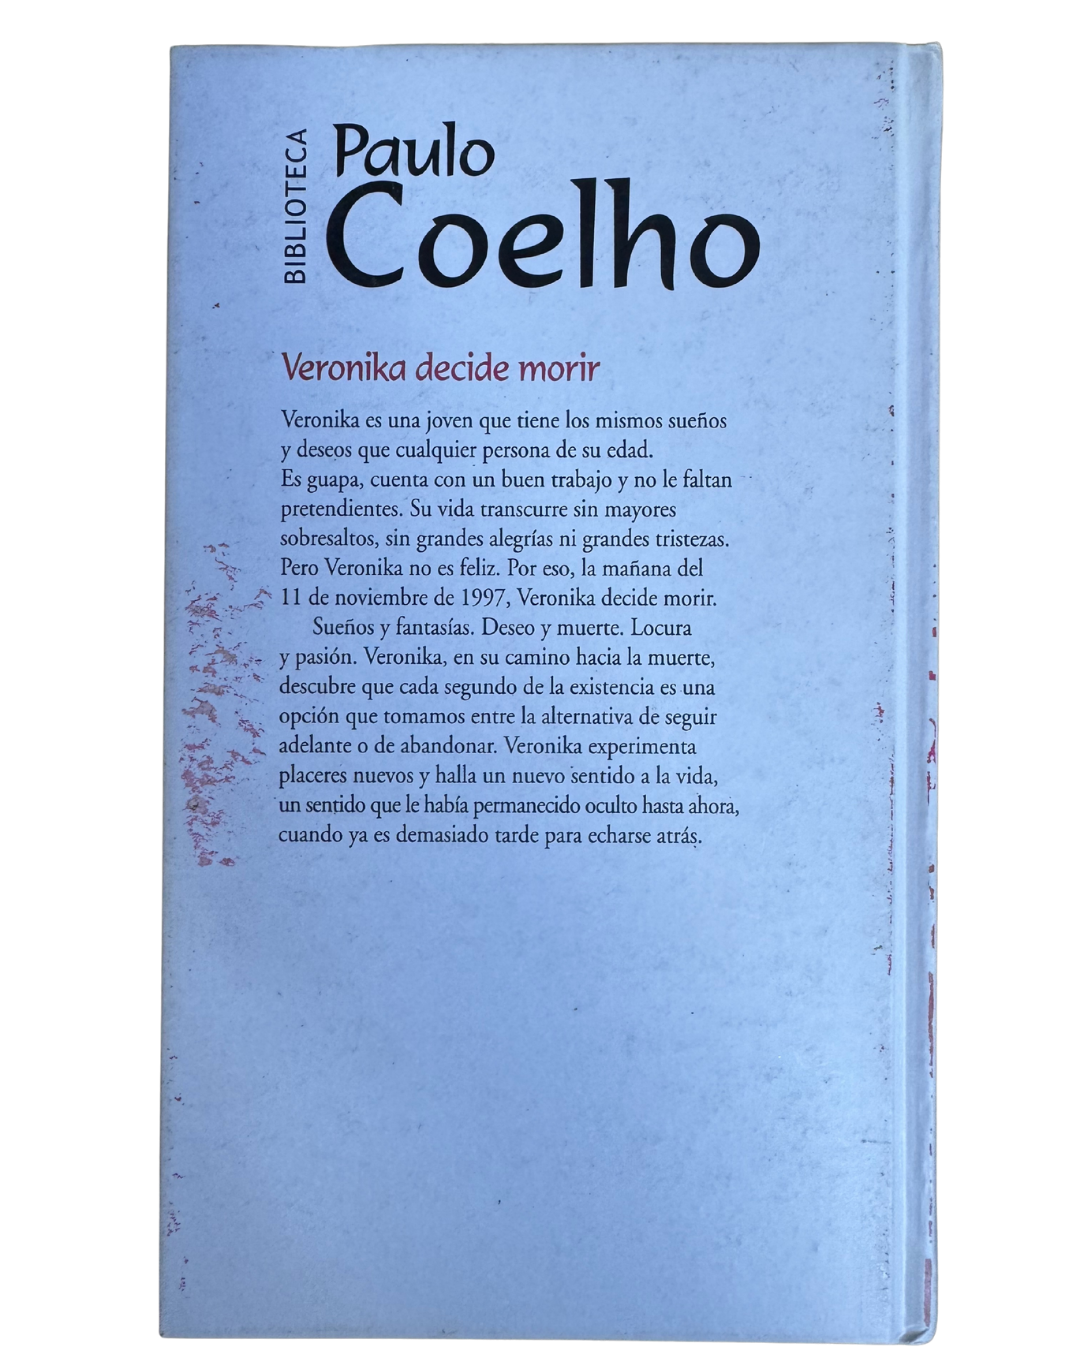 BIBLIOTECA
Paulo
Coelho
Veronika decide morir
Veronika es una joven que tiene los mismos sueños
y deseos que cualquier persona de su edad.
Es guapa, cuenta con un buen trabajo y no le faltan
pretendientes. Su vida transcurre sin mayores
sobresaltos, sin grandes alegrías ni grandes tristezas.
Pero Veronika no es feliz. Por eso, la mañana del
11 de noviembre de 1997, Veronika decide morir.
Sueños y fantasías. Deseo y muerte. Locura
y pasión. Veronika, en su camino hacia la muerte,
descubre que cada segundo de la existencia es una
opción que tomamos entre la alternativa de seguir
adelante o de abandonar. Veronika experimenta
placeres nuevos y halla un nuevo sentido a la vida,
un sentido que le había permanecido oculto hasta ahora,
cuando ya es demasiado tarde para echarse atrás.